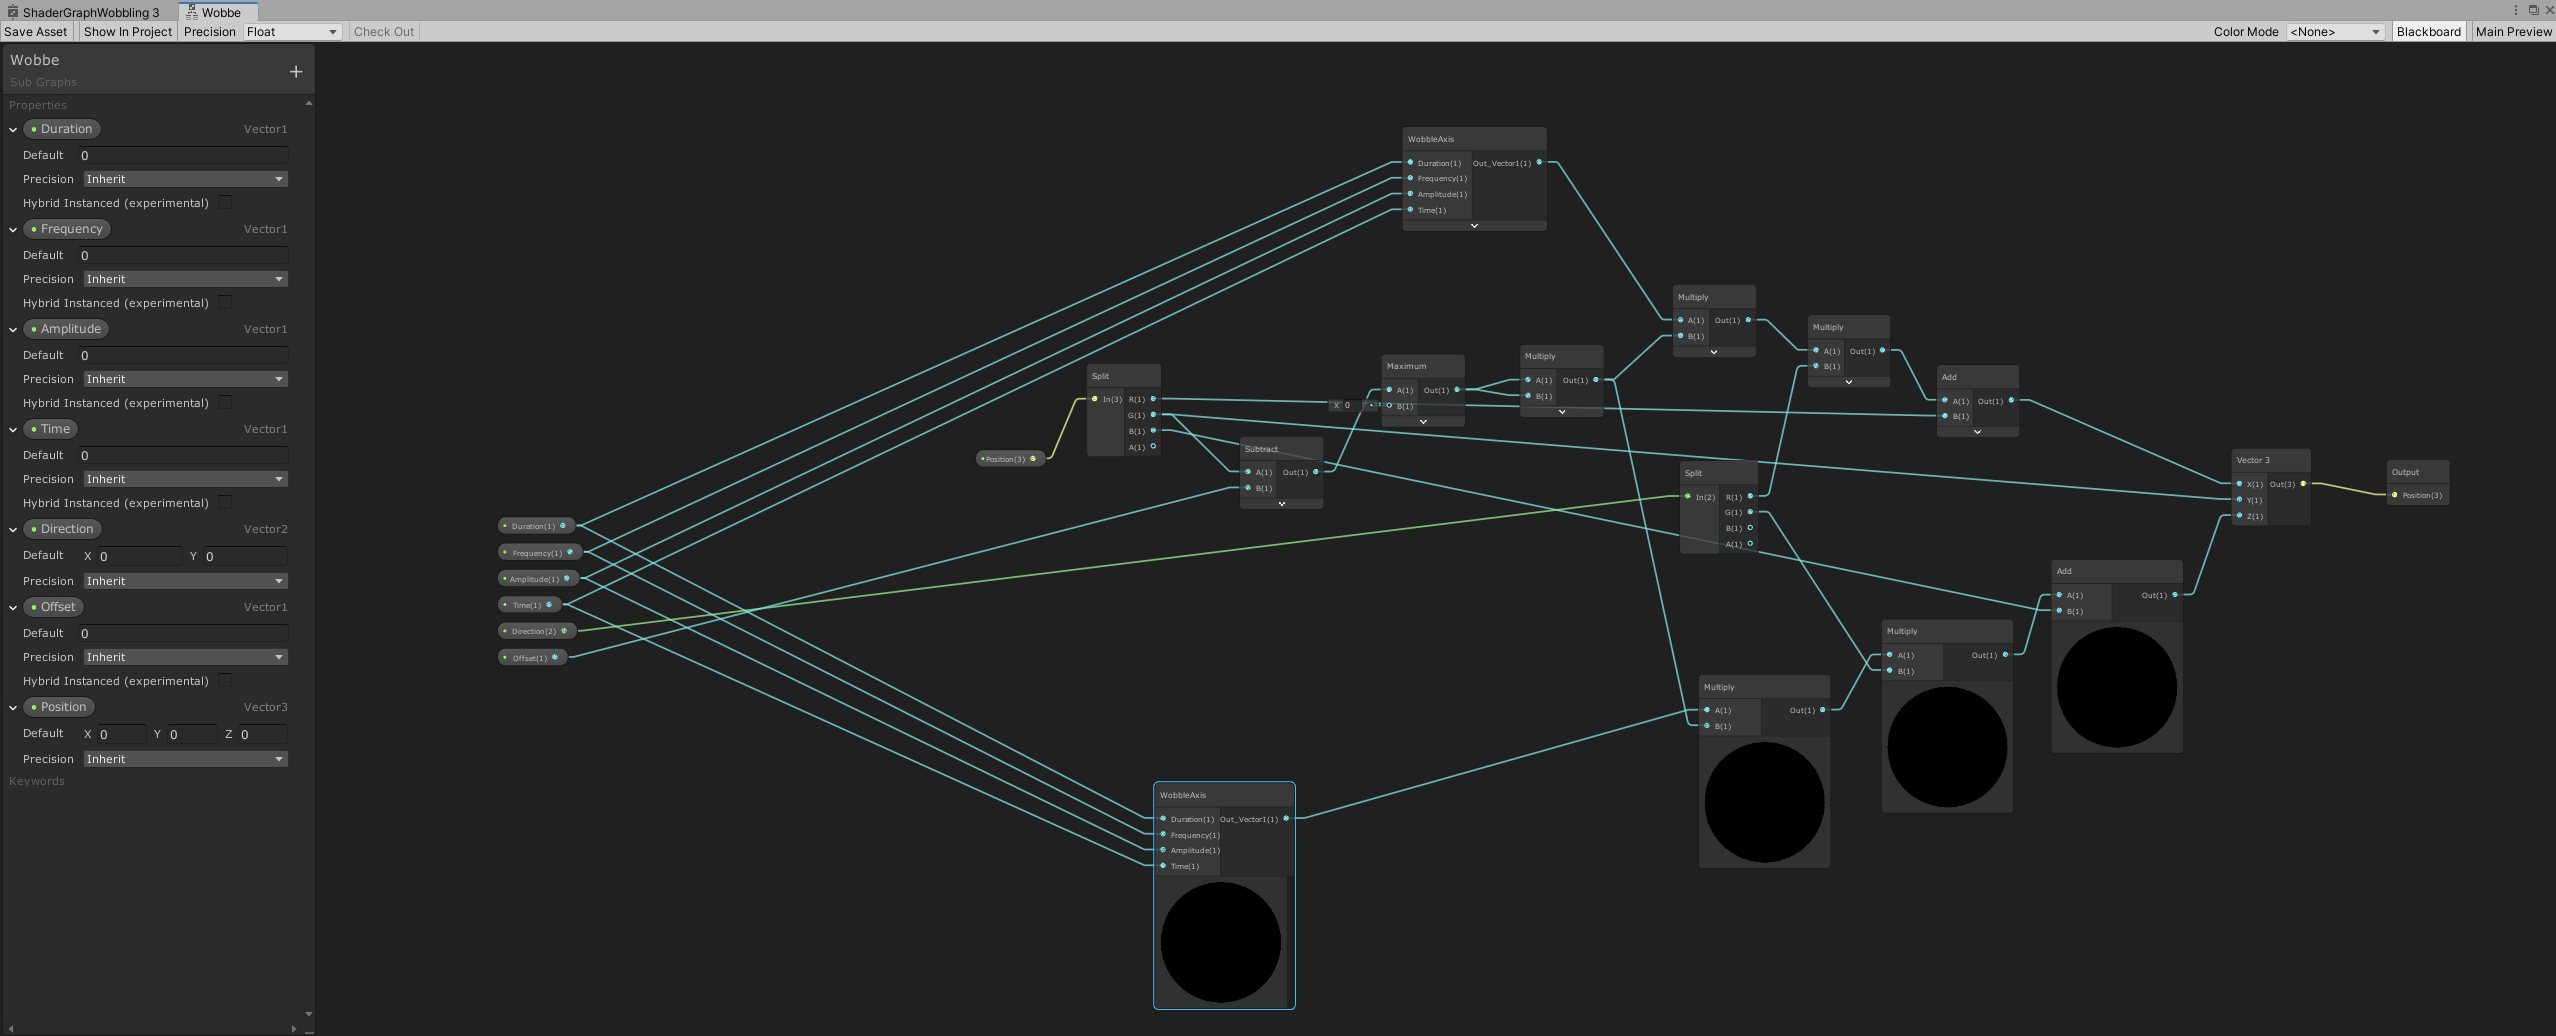 ShaderGraphWobbling 3
Wobbe
Save Asset
Show In Project
Precision
Float
Check Out
Color Mode
<None>
Blackboard
Main Preview
Wobbe
Sub Graphs
Properties
Duration
Vector1
Default
0
Precision
Inherit
Hybrid Instanced (experimental)
Frequency
Vector1
Default
0
Precision
Inherit
Hybrid Instanced (experimental)
Amplitude
Vector1
Default
0
Precision
Inherit
Hybrid Instanced (experimental)
Time
Vector1
Default
0
Precision
Inherit
Hybrid Instanced (experimental)
Direction
Vector2
Default
X 0
Y 0
Precision
Inherit
Offset
Vector1
Default
0
Precision
Inherit
Hybrid Instanced (experimental)
Position
Vector3
Default
X 0
Y 0
Z 0
Precision
Inherit
Keywords
Duration(1)
Frequency(1)
Amplitude(1)
Time(1)
Direction(2)
Offset(1)
Position(3)
Split
In(3)
R(1)
G(1)
B(1)
A(1)
Subtract
A(1)
Out(1)
B(1)
WobbleAxis
Duration(1)
Out_Vector1(1)
Frequency(1)
Amplitude(1)
Time(1)
X 0
Maximum
A(1)
Out(1)
B(1)
Multiply
A(1)
Out(1)
B(1)
Multiply
A(1)
Out(1)
B(1)
Multiply
A(1)
Out(1)
B(1)
Add
A(1)
Out(1)
B(1)
Split
In(2)
R(1)
G(1)
B(1)
A(1)
WobbleAxis
Duration(1)
Out_Vector1(1)
Frequency(1)
Amplitude(1)
Time(1)
Multiply
A(1)
Out(1)
B(1)
Multiply
A(1)
Out(1)
B(1)
Add
A(1)
Out(1)
B(1)
Vector 3
X(1)
Out(3)
Y(1)
Z(1)
Output
Position(3)